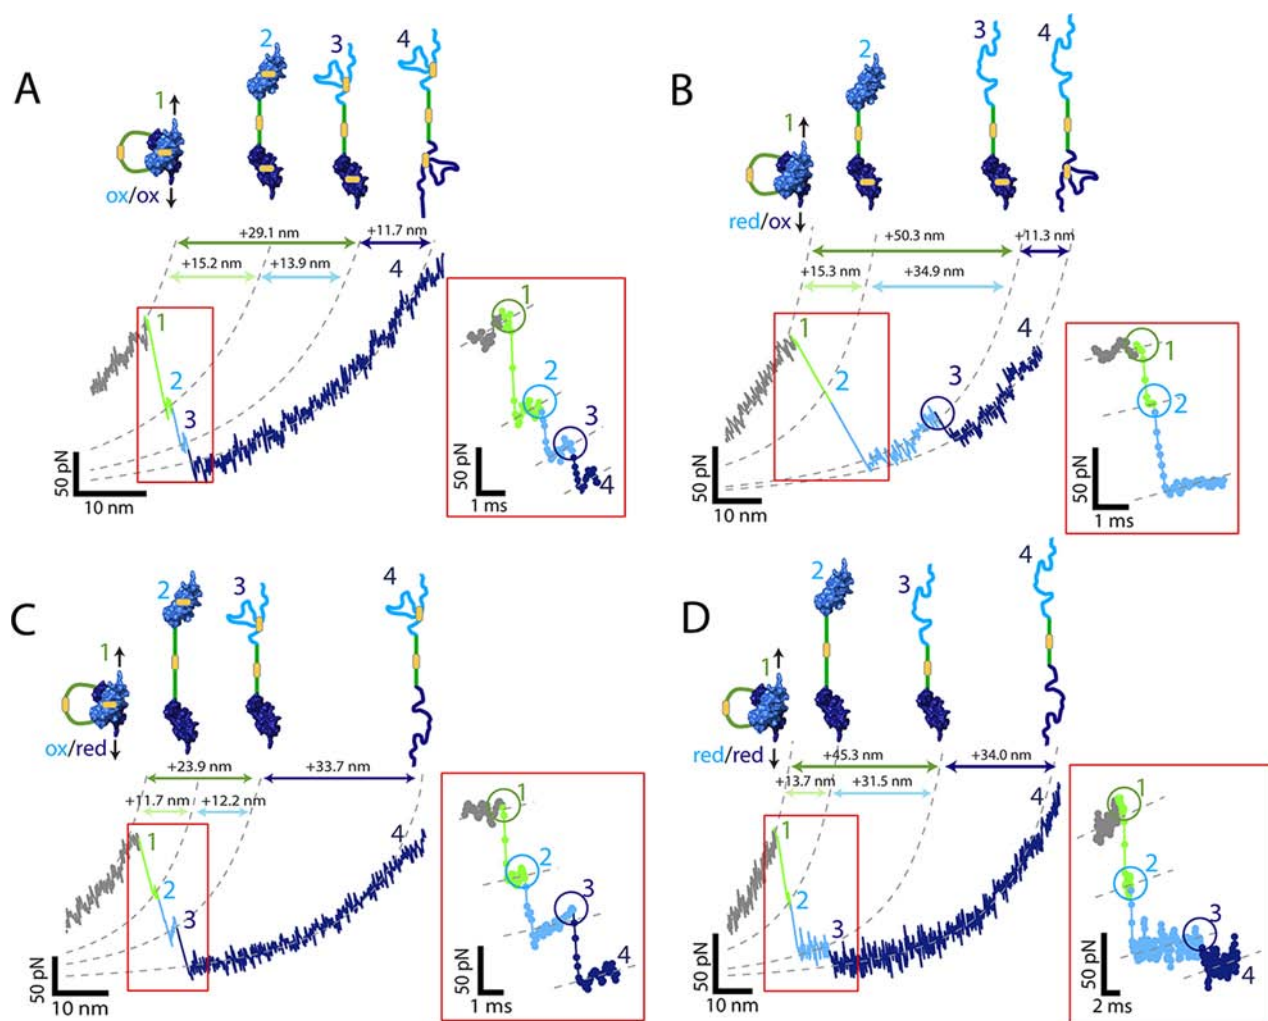 A
1
2
3
4
ox/ox
+29.1 nm
+11.7 nm
+15.2 nm
+13.9 nm
1
2
3
4
50 pN
10 nm
1
2
3
4
50 pN
1 ms
B
1
2
3
4
red/ox
+50.3 nm
+11.3 nm
+15.3 nm
+34.9 nm
1
2
3
4
50 pN
10 nm
1
2
50 pN
1 ms
C
1
2
3
4
ox/red
+23.9 nm
+33.7 nm
+11.7 nm
+12.2 nm
1
2
3
4
50 pN
10 nm
1
2
3
4
50 pN
1 ms
D
1
2
3
4
red/red
+45.3 nm
+34.0 nm
+13.7 nm
+31.5 nm
1
2
3
4
50 pN
10 nm
1
2
3
4
50 pN
2 ms